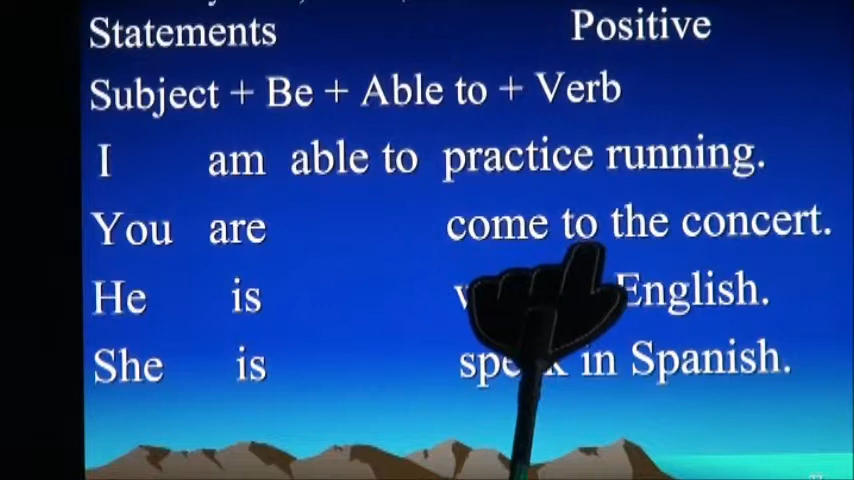 Statements Positive
Subject + Be + Able to + Verb
I am able to practice running.
You are come to the concert.
He is English.
She is in Spanish.